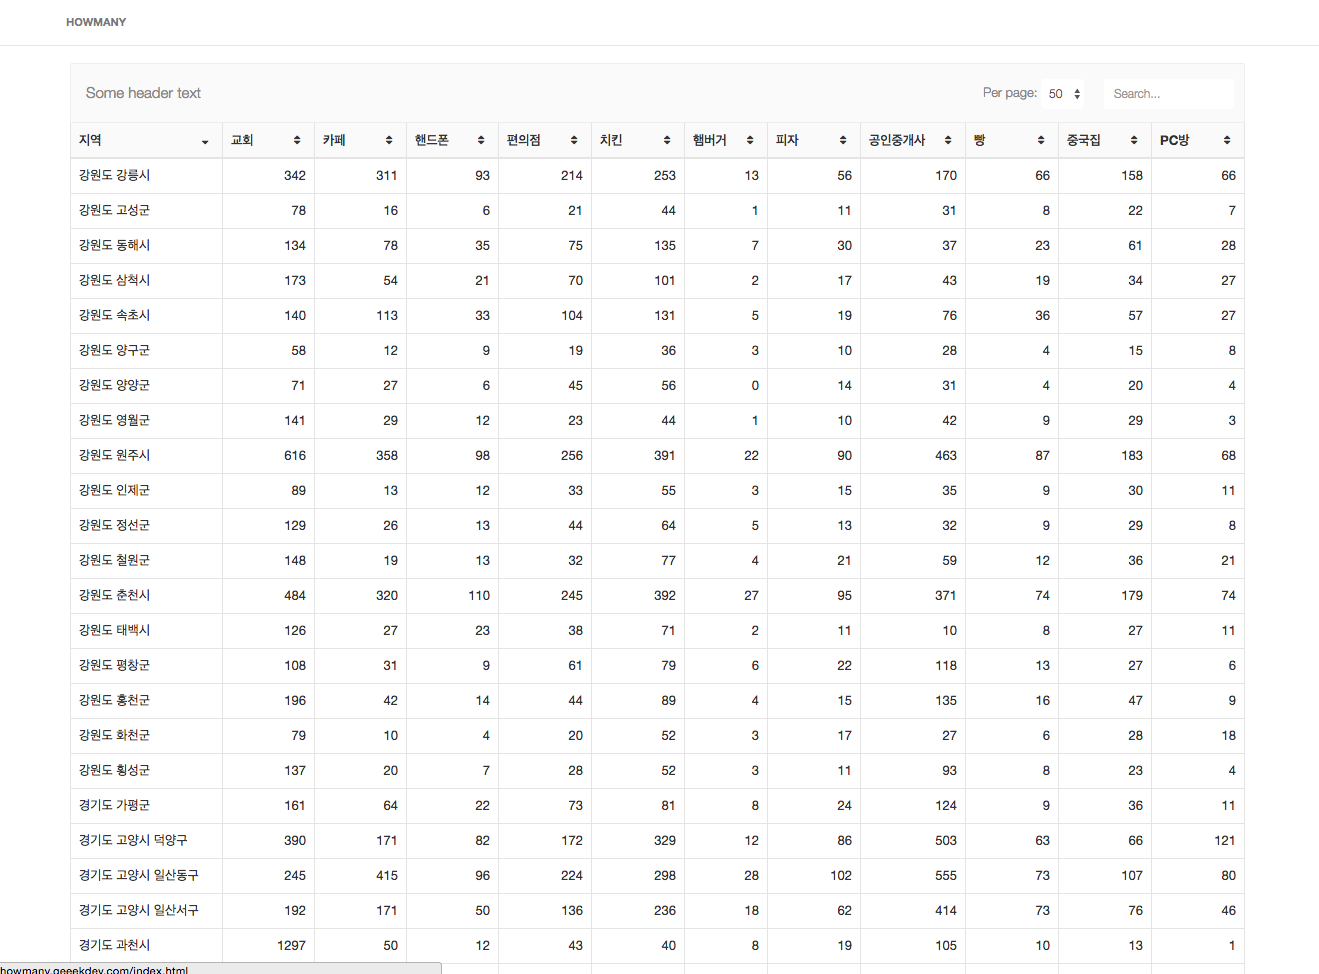 HOWMANY
Some header text Per page: 50 Search...
지역 교회 카페 핸드폰 편의점 치킨 햄버거 피자 공인중개사 빵 중국집 PC방
강원도 강릉시 342 311 93 214 253 13 56 170 66 158 66
강원도 고성군 78 16 6 21 44 1 11 31 8 22 7
강원도 동해시 134 78 35 75 135 7 30 37 23 61 28
강원도 삼척시 173 54 21 70 101 2 17 43 19 34 27
강원도 속초시 140 113 33 104 131 5 19 76 36 57 27
강원도 양구군 58 12 9 19 36 3 10 28 4 15 8
강원도 양양군 71 27 6 45 56 0 14 31 4 20 4
강원도 영월군 141 29 12 23 44 1 10 42 9 29 3
강원도 원주시 616 358 98 256 391 22 90 463 87 183 68
강원도 인제군 89 13 12 33 55 3 15 35 9 30 11
강원도 정선군 129 26 13 44 64 5 13 32 9 29 8
강원도 철원군 148 19 13 32 77 4 21 59 12 36 21
강원도 춘천시 484 320 110 245 392 27 95 371 74 179 74
강원도 태백시 126 27 23 38 71 2 11 10 8 27 11
강원도 평창군 108 31 9 61 79 6 22 118 13 27 6
강원도 홍천군 196 42 14 44 89 4 15 135 16 47 9
강원도 화천군 79 10 4 20 52 3 17 27 6 28 18
강원도 횡성군 137 20 7 28 52 3 11 93 8 23 4
경기도 가평군 161 64 22 73 81 8 24 124 9 36 11
경기도 고양시 덕양구 390 171 82 172 329 12 86 503 63 66 121
경기도 고양시 일산동구 245 415 96 224 298 28 102 555 73 107 80
경기도 고양시 일산서구 192 171 50 136 236 18 62 414 73 76 46
경기도 과천시 1297 50 12 43 40 8 19 105 10 13 1
howmany.geeekdev.com/index.html